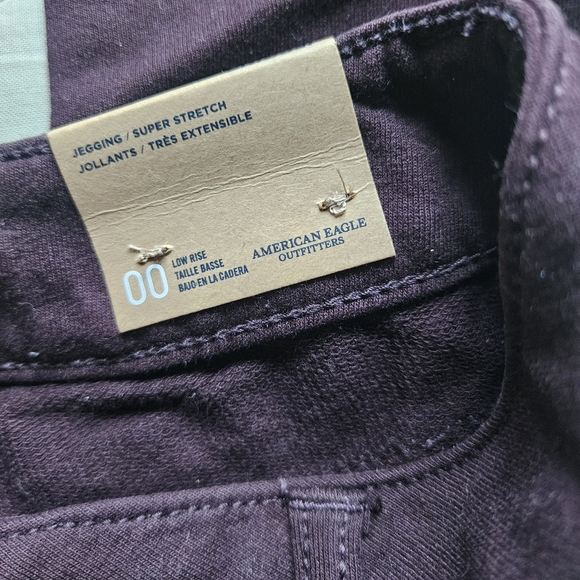 JEGGING / SUPER STRETCH
JOLLANTS / TRÈS EXTENSIBLE
00
LOW RISE
TAILLE BASSE
BAJO EN LA CADERA
AMERICAN EAGLE
OUTFITTERS